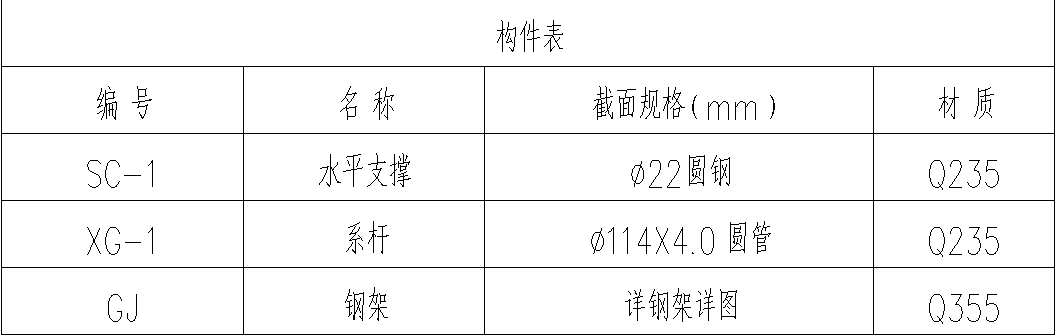 构件表
编 号 名 称 截面规格(mm) 材 质
SC-1 水平支撑 ø22圆钢 Q235
XG-1 系杆 ø114X4.0 圆管 Q235
GJ 钢架 详钢架详图 Q355